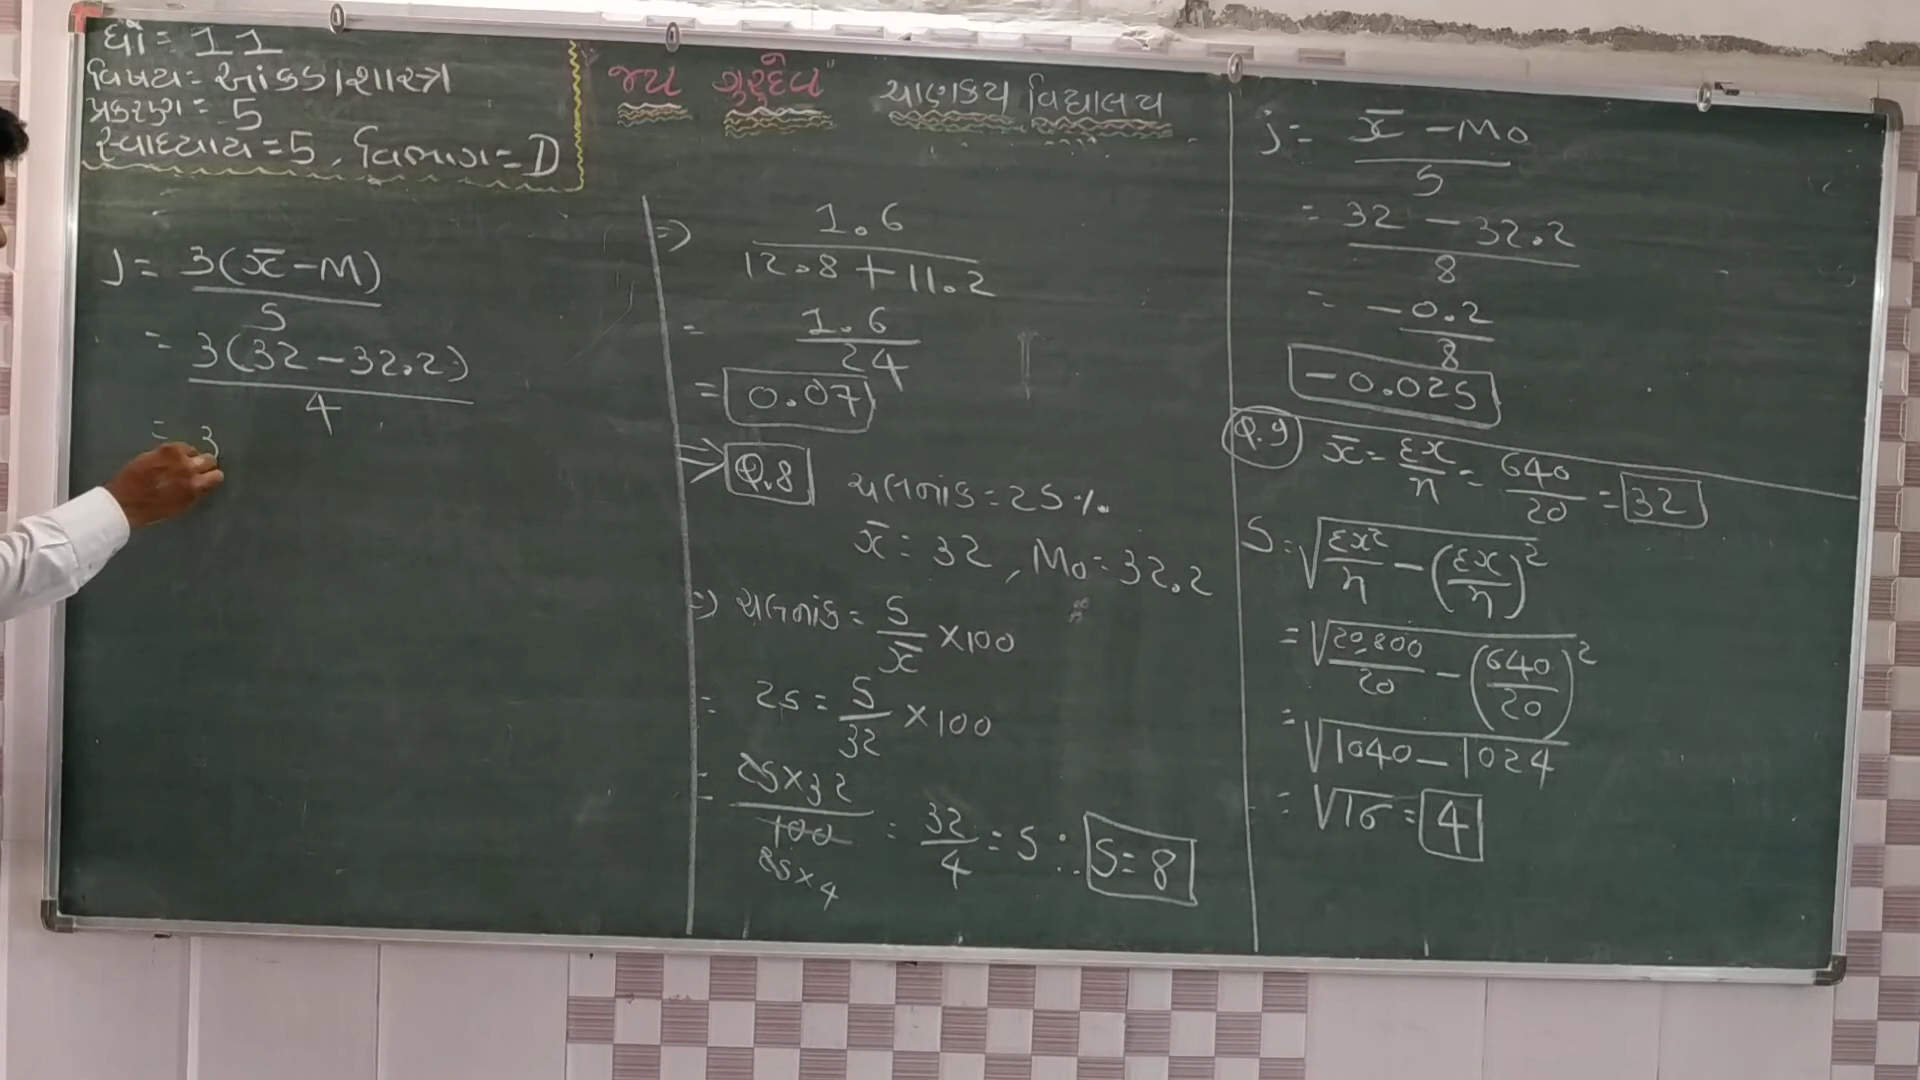 ધો = 11
વિષય = આંકડાશાસ્ત્ર
પ્રકરણ = 5
સ્વાધ્યાય = 5, વિભાગ = D
જય ગુરુદેવ ચાણકય વિદ્યાલય
J = 3(x̄ - M) / S
= 3(32 - 32.2) / 4
= 3
=> 1.6 / 12.8 + 11.2
= 1.6 / 24
= 0.07
Q.8 ચલનાંક = 25%.
x̄ = 32, Mo = 32.2
=> ચલનાંક = S / x̄ × 100
= 25 = S / 32 × 100
= 25 × 32 / 100 = 32 / 4 = S ∴ S = 8
25 × 4
j = x̄ - Mo / S
= 32 - 32.2 / 8
= -0.2 / 8
-0.025
Q.9 x̄ = Σx / n = 640 / 20 = 32
S = √(Σx² / n - (Σx / n)²)
= √(20800 / 20 - (640 / 20)²)
= √(1040 - 1024)
= √16 = 4